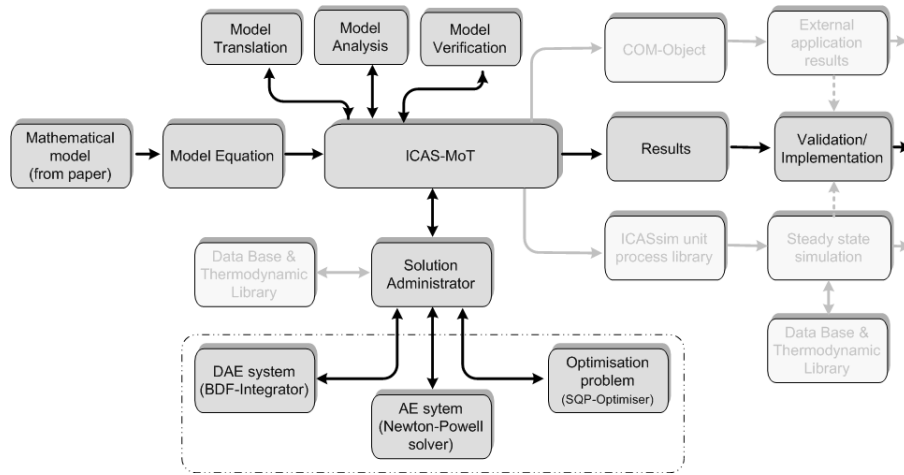 Model
Translation
Model
Analysis
Model
Verification
COM-Object
External
application
results
Mathematical
model
(from paper)
Model Equation
ICAS-MoT
Results
Validation/
Implementation
Data Base &
Thermodynamic
Library
Solution
Administrator
ICASsim unit
process library
Steady state
simulation
Data Base &
Thermodynamic
Library
DAE system
(BDF-Integrator)
AE sytem
(Newton-Powell
solver)
Optimisation
problem
(SQP-Optimiser)